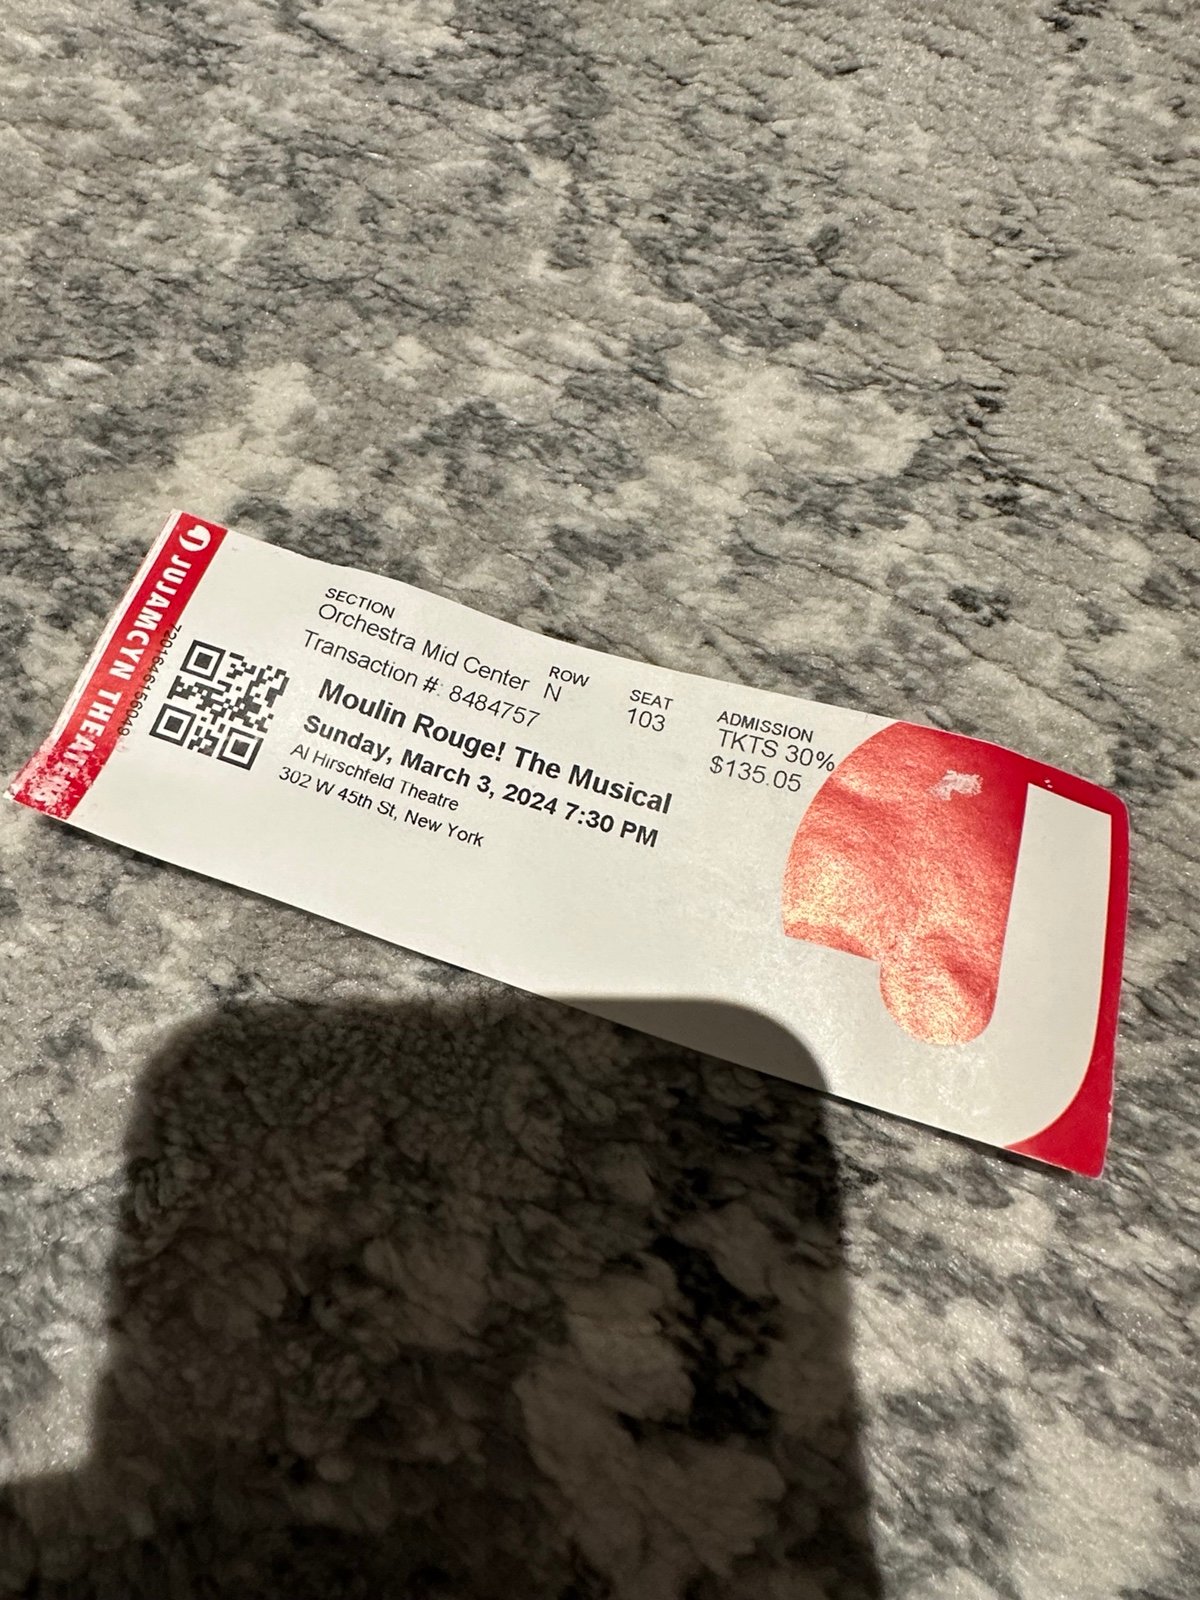 JUJAMCYN THEATERS
7201646156049
SECTION
Orchestra Mid Center
ROW
N
SEAT
103
ADMISSION
TKTS 30%
$135.05
Transaction #: 8484757
Moulin Rouge! The Musical
Sunday, March 3, 2024 7:30 PM
Al Hirschfeld Theatre
302 W 45th St, New York